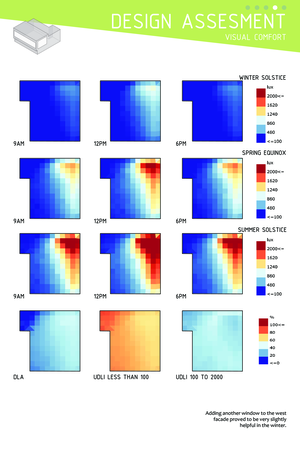 DESIGN ASSESMENT
VISUAL COMFORT
WINTER SOLSTICE
lux
2000<=
1620
1240
860
480
<=100
9AM 12PM 6PM
SPRING EQUINOX
lux
2000<=
1620
1240
860
480
<=100
9AM 12PM 6PM
SUMMER SOLSTICE
lux
2000<=
1620
1240
860
480
<=100
9AM 12PM 6PM
%
100<=
80
60
40
20
<=0
DLA UDLI LESS THAN 100 UDLI 100 TO 2000
Adding another window to the west
facade proved to be very slightly
helpful in the winter.